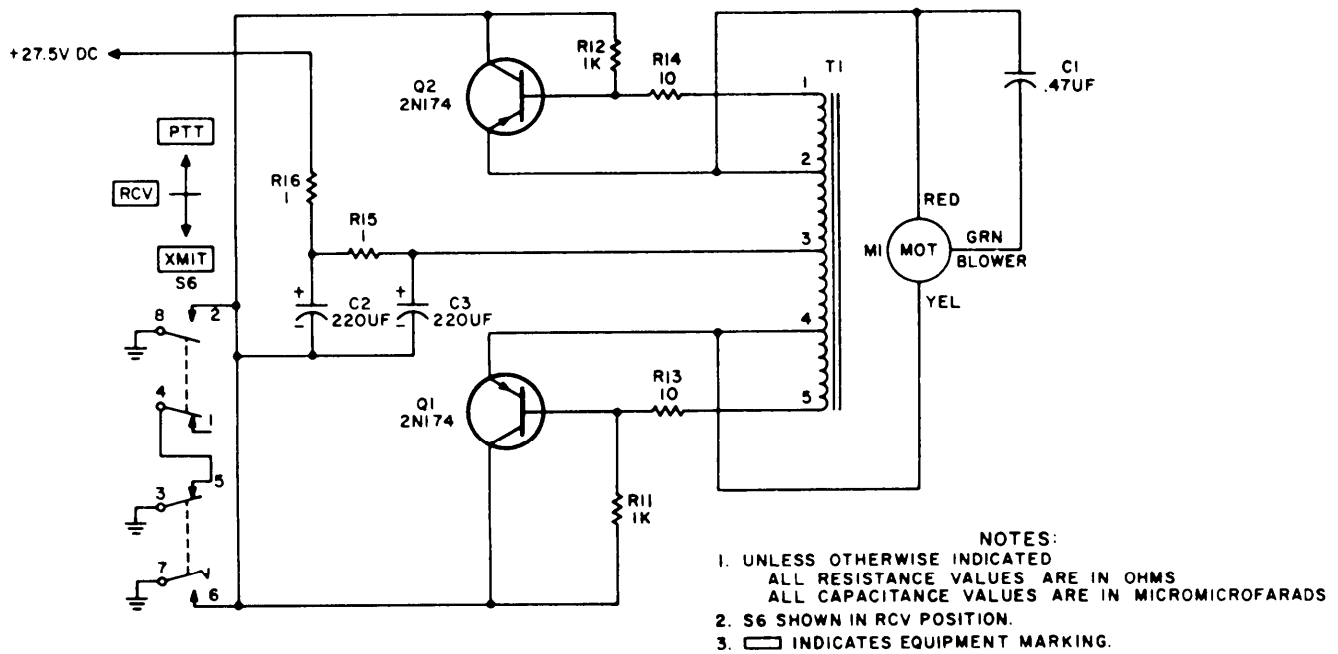 +27.5V DC
PTT
RCV
XMIT
S6
8
2
4
1
5
3
7
6
R16
1
R15
1
+
-
C2
220UF
+
-
C3
220UF
Q2
2N174
R12
1K
R14
10
T1
1
2
3
4
5
Q1
2N174
R13
10
R11
1K
C1
.47UF
RED
M1
MOT
GRN
BLOWER
YEL
NOTES:
1. UNLESS OTHERWISE INDICATED
ALL RESISTANCE VALUES ARE IN OHMS
ALL CAPACITANCE VALUES ARE IN MICROMICROFARADS
2. S6 SHOWN IN RCV POSITION.
3. INDICATES EQUIPMENT MARKING.